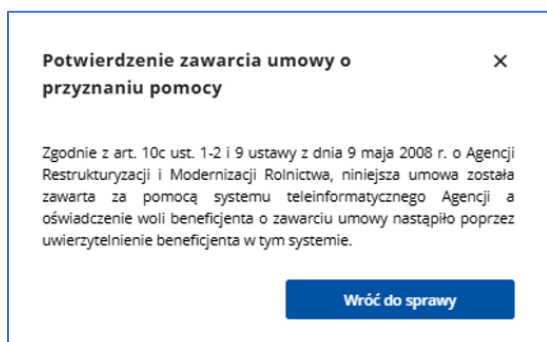 Potwierdzenie zawarcia umowy o
przyznaniu pomocy
Zgodnie z art. 10c ust. 1-2 i 9 ustawy z dnia 9 maja 2008 r. o Agencji
Restrukturyzacji i Modernizacji Rolnictwa, niniejsza umowa została
zawarta za pomocą systemu teleinformatycznego Agencji a
oświadczenie woli beneficjenta o zawarciu umowy nastąpiło poprzez
uwierzytelnienie beneficjenta w tym systemie.
Wróć do sprawy